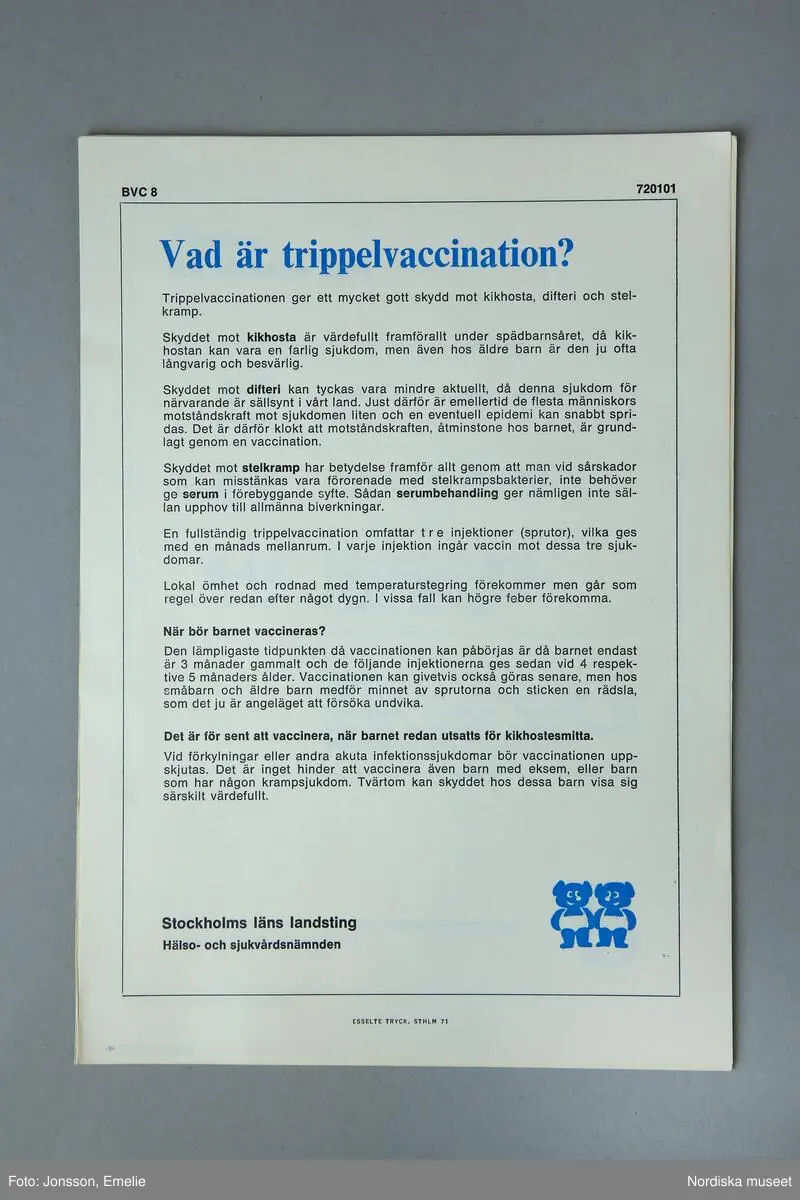 BVC 8
720101
Vad är trippelvaccination?
Trippelvaccinationen ger ett mycket gott skydd mot kikhosta, difteri och stel-
kramp.
Skyddet mot kikhosta är värdefullt framförallt under spädbarnsåret, då kik-
hostan kan vara en farlig sjukdom, men även hos äldre barn är den ju ofta
långvarig och besvärlig.
Skyddet mot difteri kan tyckas vara mindre aktuellt, då denna sjukdom för
närvarande är sällsynt i vårt land. Just därför är emellertid de flesta människors
motståndskraft mot sjukdomen liten och en eventuell epidemi kan snabbt spri-
das. Det är därför klokt att motståndskraften, åtminstone hos barnet, är grund-
lagt genom en vaccination.
Skyddet mot stelkramp har betydelse framför allt genom att man vid sårskador
som kan misstänkas vara förorenade med stelkrampsbakterier, inte behöver
ge serum i förebyggande syfte. Sådan serumbehandling ger nämligen inte säl-
lan upphov till allmänna biverkningar.
En fullständig trippelvaccination omfattar tre injektioner (sprutor), vilka ges
med en månads mellanrum. I varje injektion ingår vaccin mot dessa tre sjuk-
domar.
Lokal ömhet och rodnad med temperaturstegring förekommer men går som
regel över redan efter något dygn. I vissa fall kan högre feber förekomma.
När bör barnet vaccineras?
Den lämpligaste tidpunkten då vaccinationen kan påbörjas är då barnet endast
är 3 månader gammalt och de följande injektionerna ges sedan vid 4 respek-
tive 5 månaders ålder. Vaccinationen kan givetvis också göras senare, men hos
småbarn och äldre barn medför minnet av sprutorna och sticken en rädsla,
som det ju är angeläget att försöka undvika.
Det är för sent att vaccinera, när barnet redan utsatts för kikhostesmitta.
Vid förkylningar eller andra akuta infektionssjukdomar bör vaccinationen upp-
skjutas. Det är inget hinder att vaccinera även barn med eksem, eller barn
som har någon krampsjukdom. Tvärtom kan skyddet hos dessa barn visa sig
särskilt värdefullt.
Stockholms läns landsting
Hälso- och sjukvårdsnämnden
ESSELTE TRYCK, STHLM 71
Foto: Jonsson, Emelie
Nordiska museet